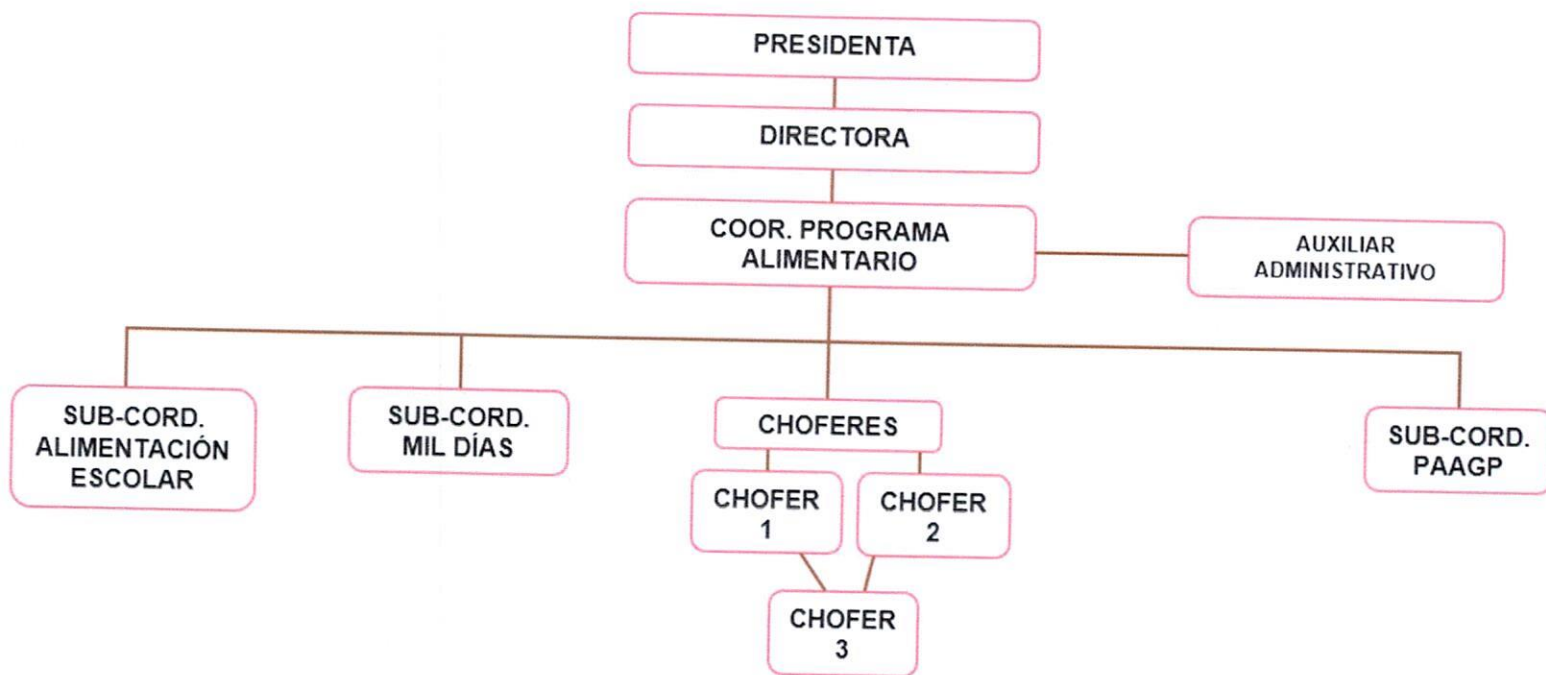 PRESIDENTA
DIRECTORA
COOR. PROGRAMA
ALIMENTARIO
AUXILIAR
ADMINISTRATIVO
SUB-CORD.
ALIMENTACIÓN
ESCOLAR
SUB-CORD.
MIL DÍAS
CHOFERES
SUB-CORD.
PAAGP
CHOFER
1
CHOFER
2
CHOFER
3